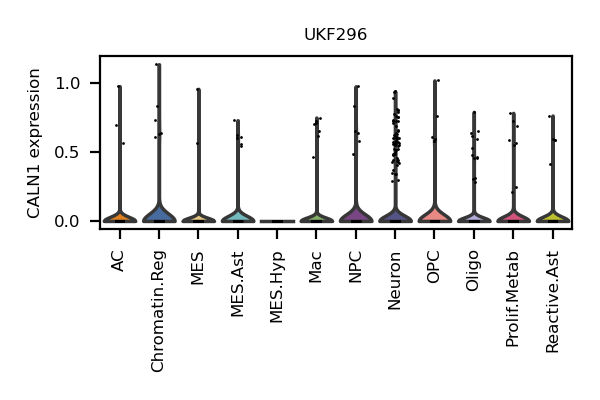 UKF296
CALN1 expression
1.0
0.5
0.0
AC
Chromatin.Reg
MES
MES.Ast
MES.Hyp
Mac
NPC
Neuron
OPC
Oligo
Prolif.Metab
Reactive.Ast